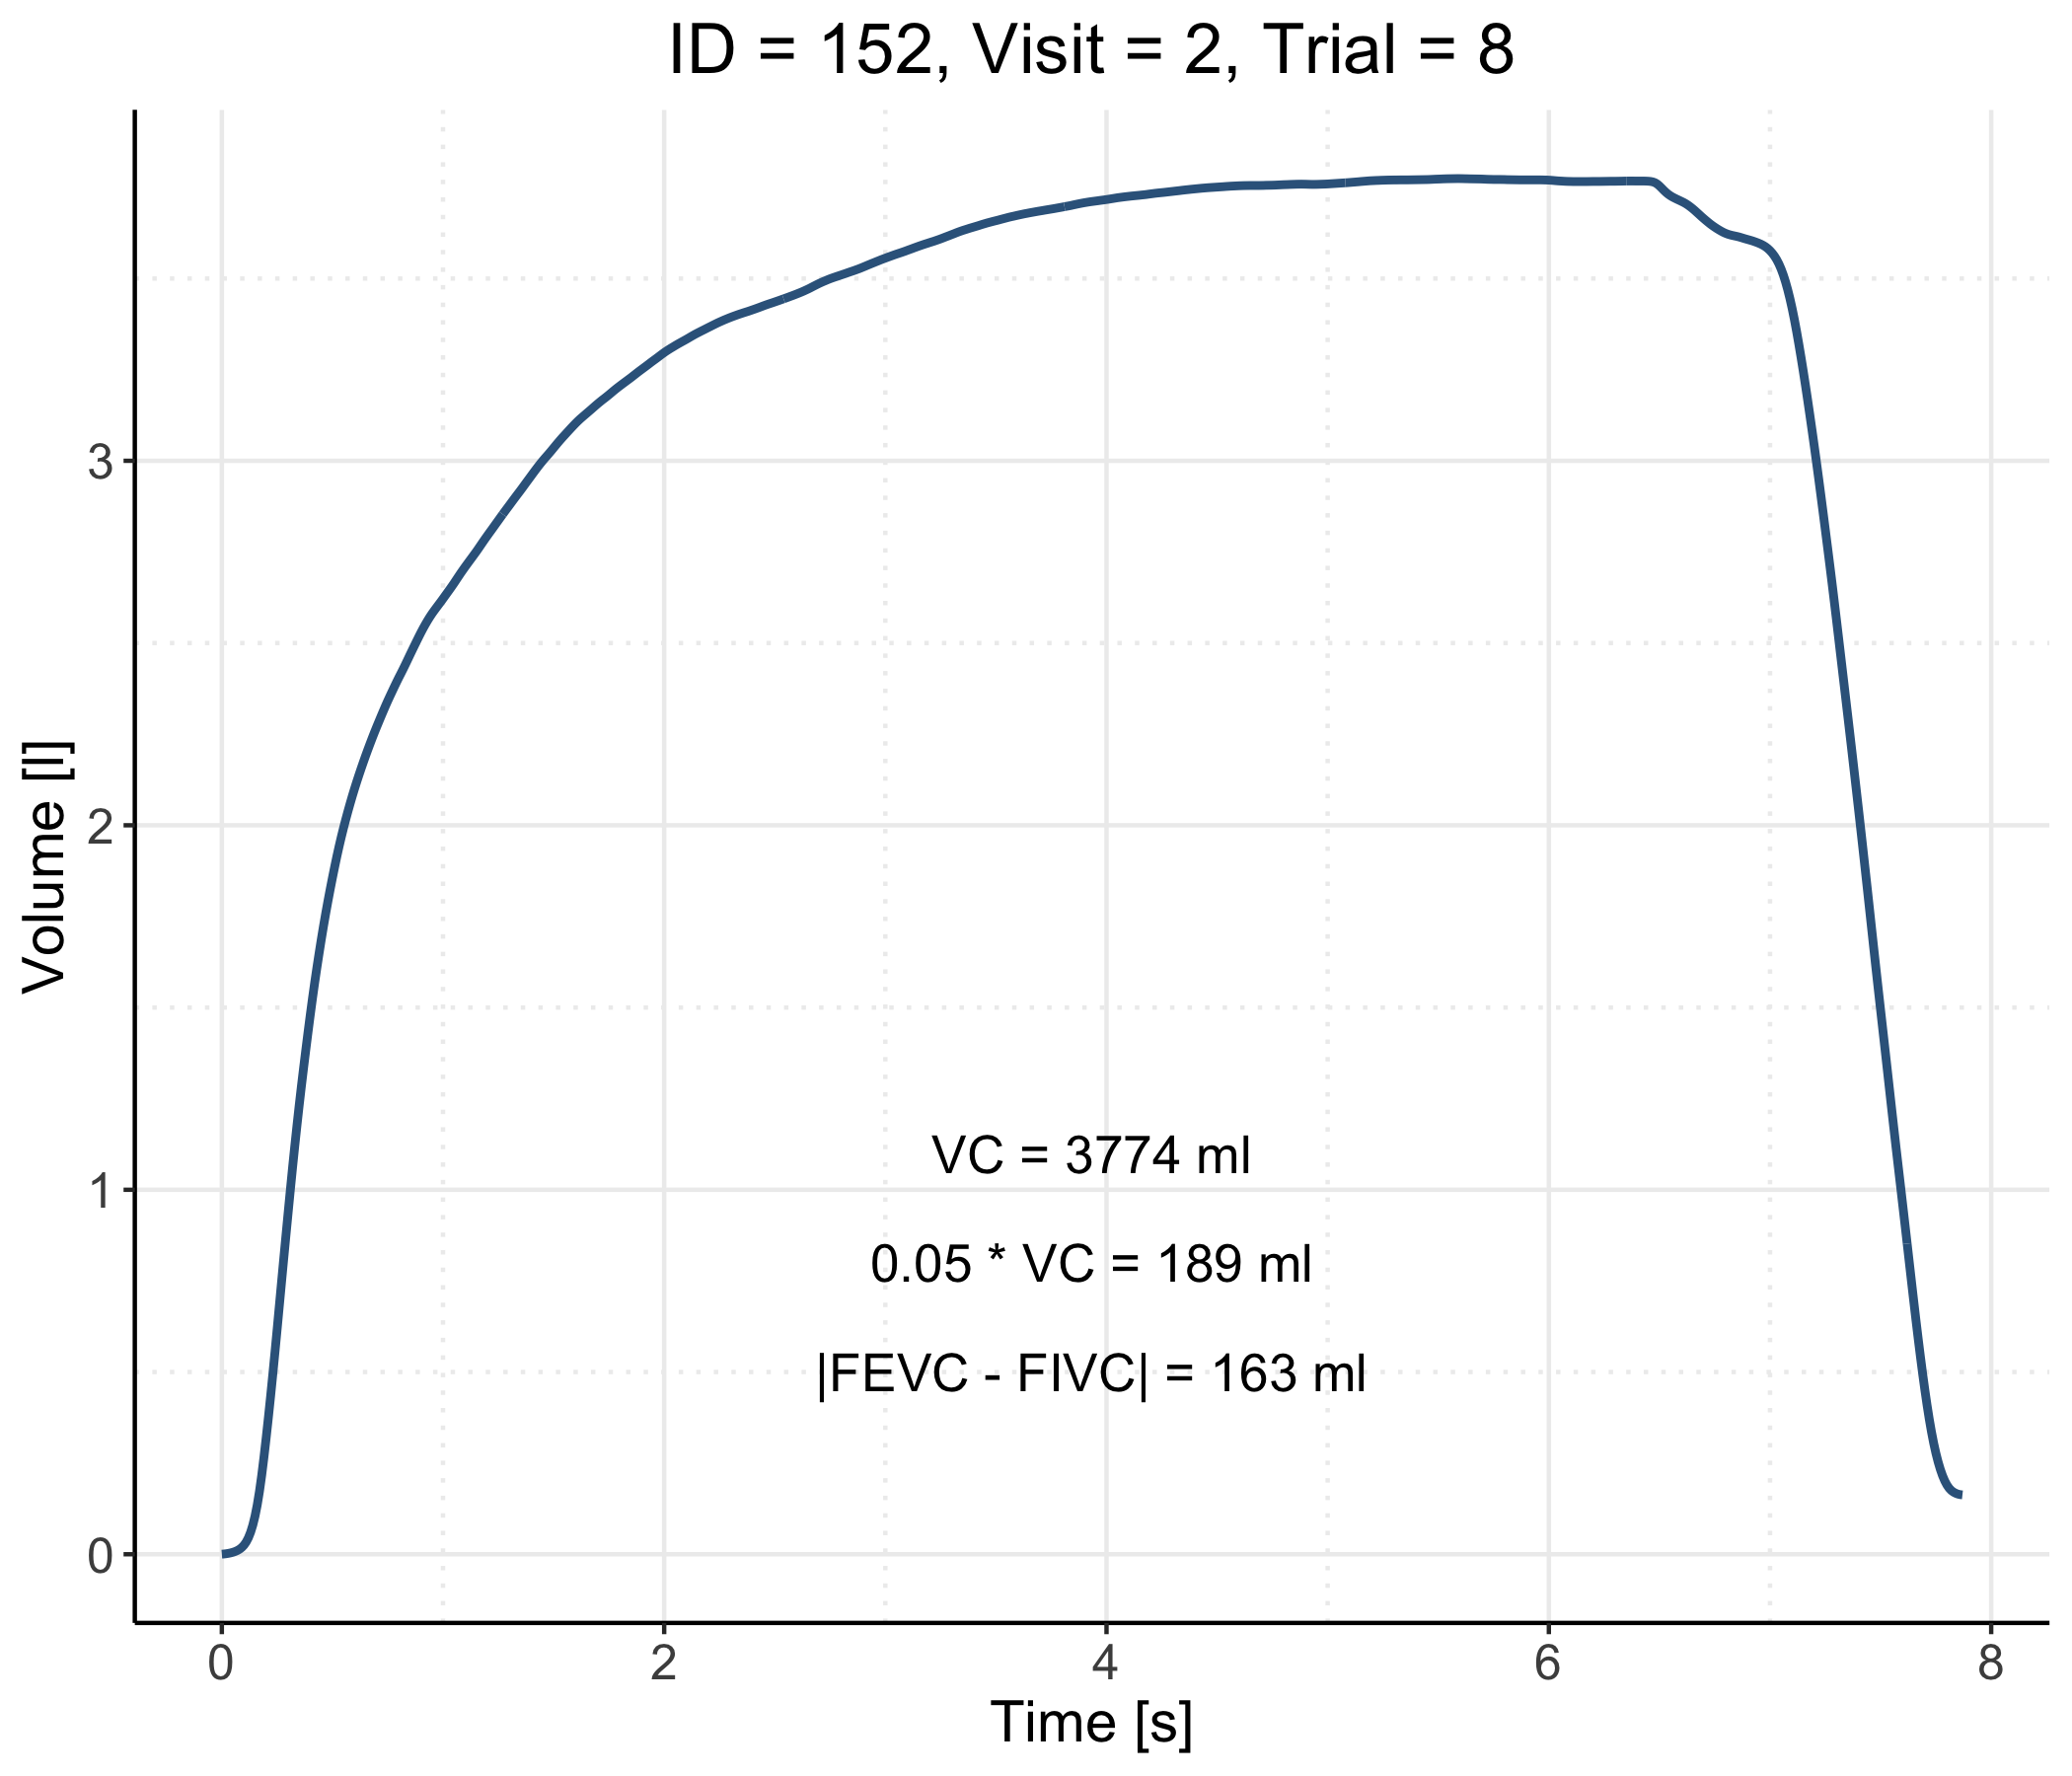 ID = 152, Visit = 2, Trial = 8
Volume [l]
3
2
1
0
VC = 3774 ml
0.05 * VC = 189 ml
|FEVC - FIVC| = 163 ml
0 2 4 6 8
Time [s]